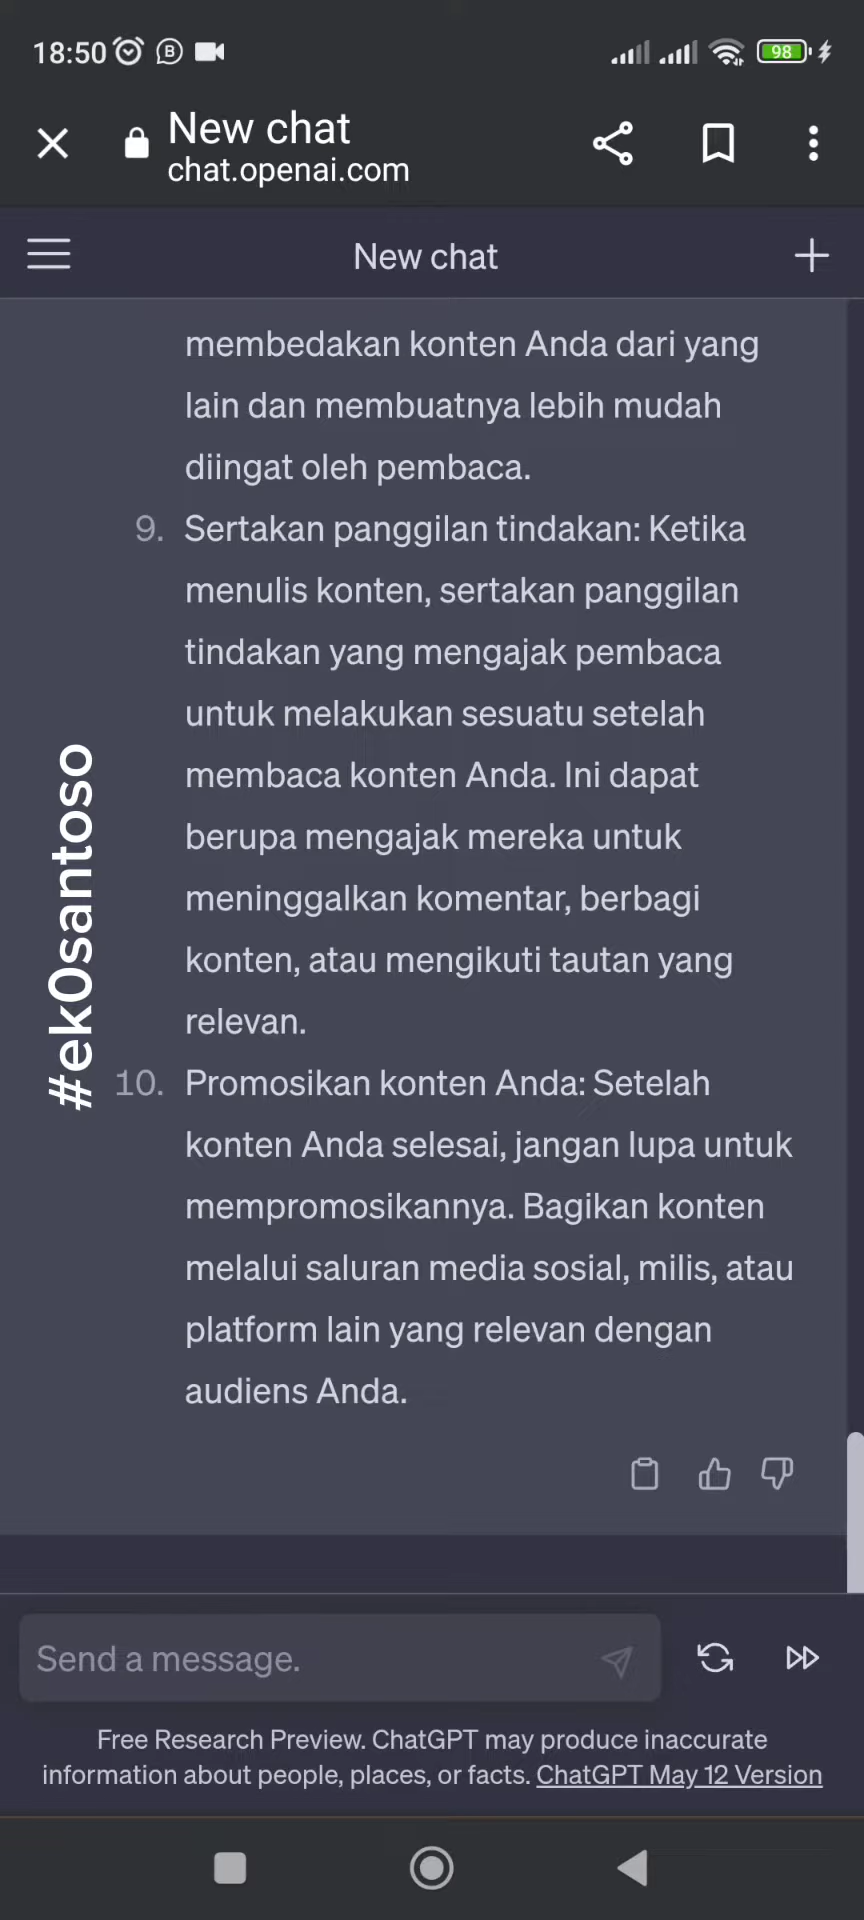 18:50
98
New chat
chat.openai.com
New chat
membedakan konten Anda dari yang
lain dan membuatnya lebih mudah
diingat oleh pembaca.
9. Sertakan panggilan tindakan: Ketika
menulis konten, sertakan panggilan
tindakan yang mengajak pembaca
untuk melakukan sesuatu setelah
membaca konten Anda. Ini dapat
berupa mengajak mereka untuk
meninggalkan komentar, berbagi
konten, atau mengikuti tautan yang
relevan.
10. Promosikan konten Anda: Setelah
konten Anda selesai, jangan lupa untuk
mempromosikannya. Bagikan konten
melalui saluran media sosial, milis, atau
platform lain yang relevan dengan
audiens Anda.
#ek0santoso
Send a message.
Free Research Preview. ChatGPT may produce inaccurate
information about people, places, or facts. ChatGPT May 12 Version